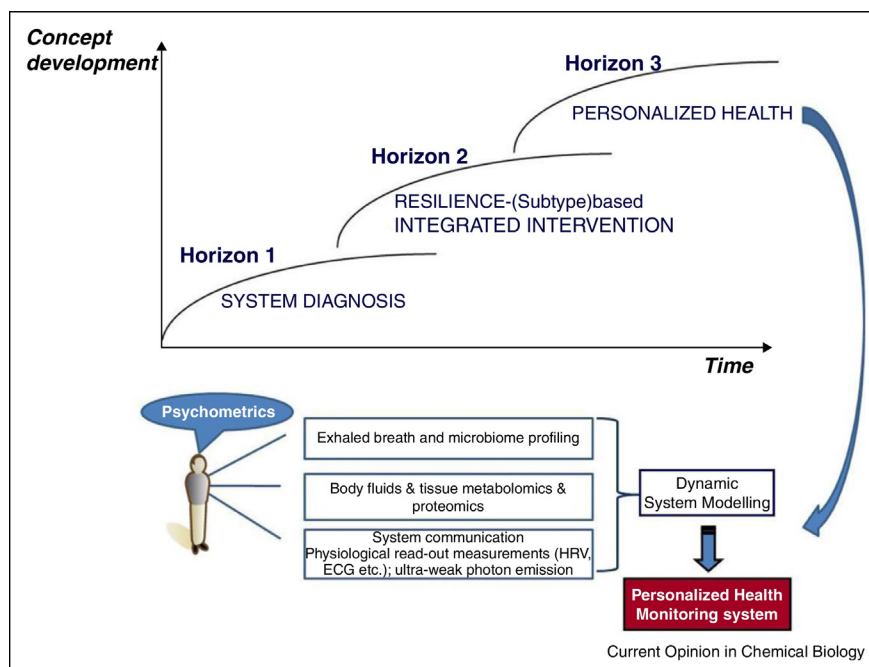 Concept
development
Horizon 3
PERSONALIZED HEALTH
Horizon 2
RESILIENCE-(Subtype)based
INTEGRATED INTERVENTION
Horizon 1
SYSTEM DIAGNOSIS
Time
Psychometrics
Exhaled breath and microbiome profiling
Body fluids & tissue metabolomics &
proteomics
System communication
Physiological read-out measurements (HRV,
ECG etc.); ultra-weak photon emission
Dynamic
System Modelling
Personalized Health
Monitoring system
Current Opinion in Chemical Biology